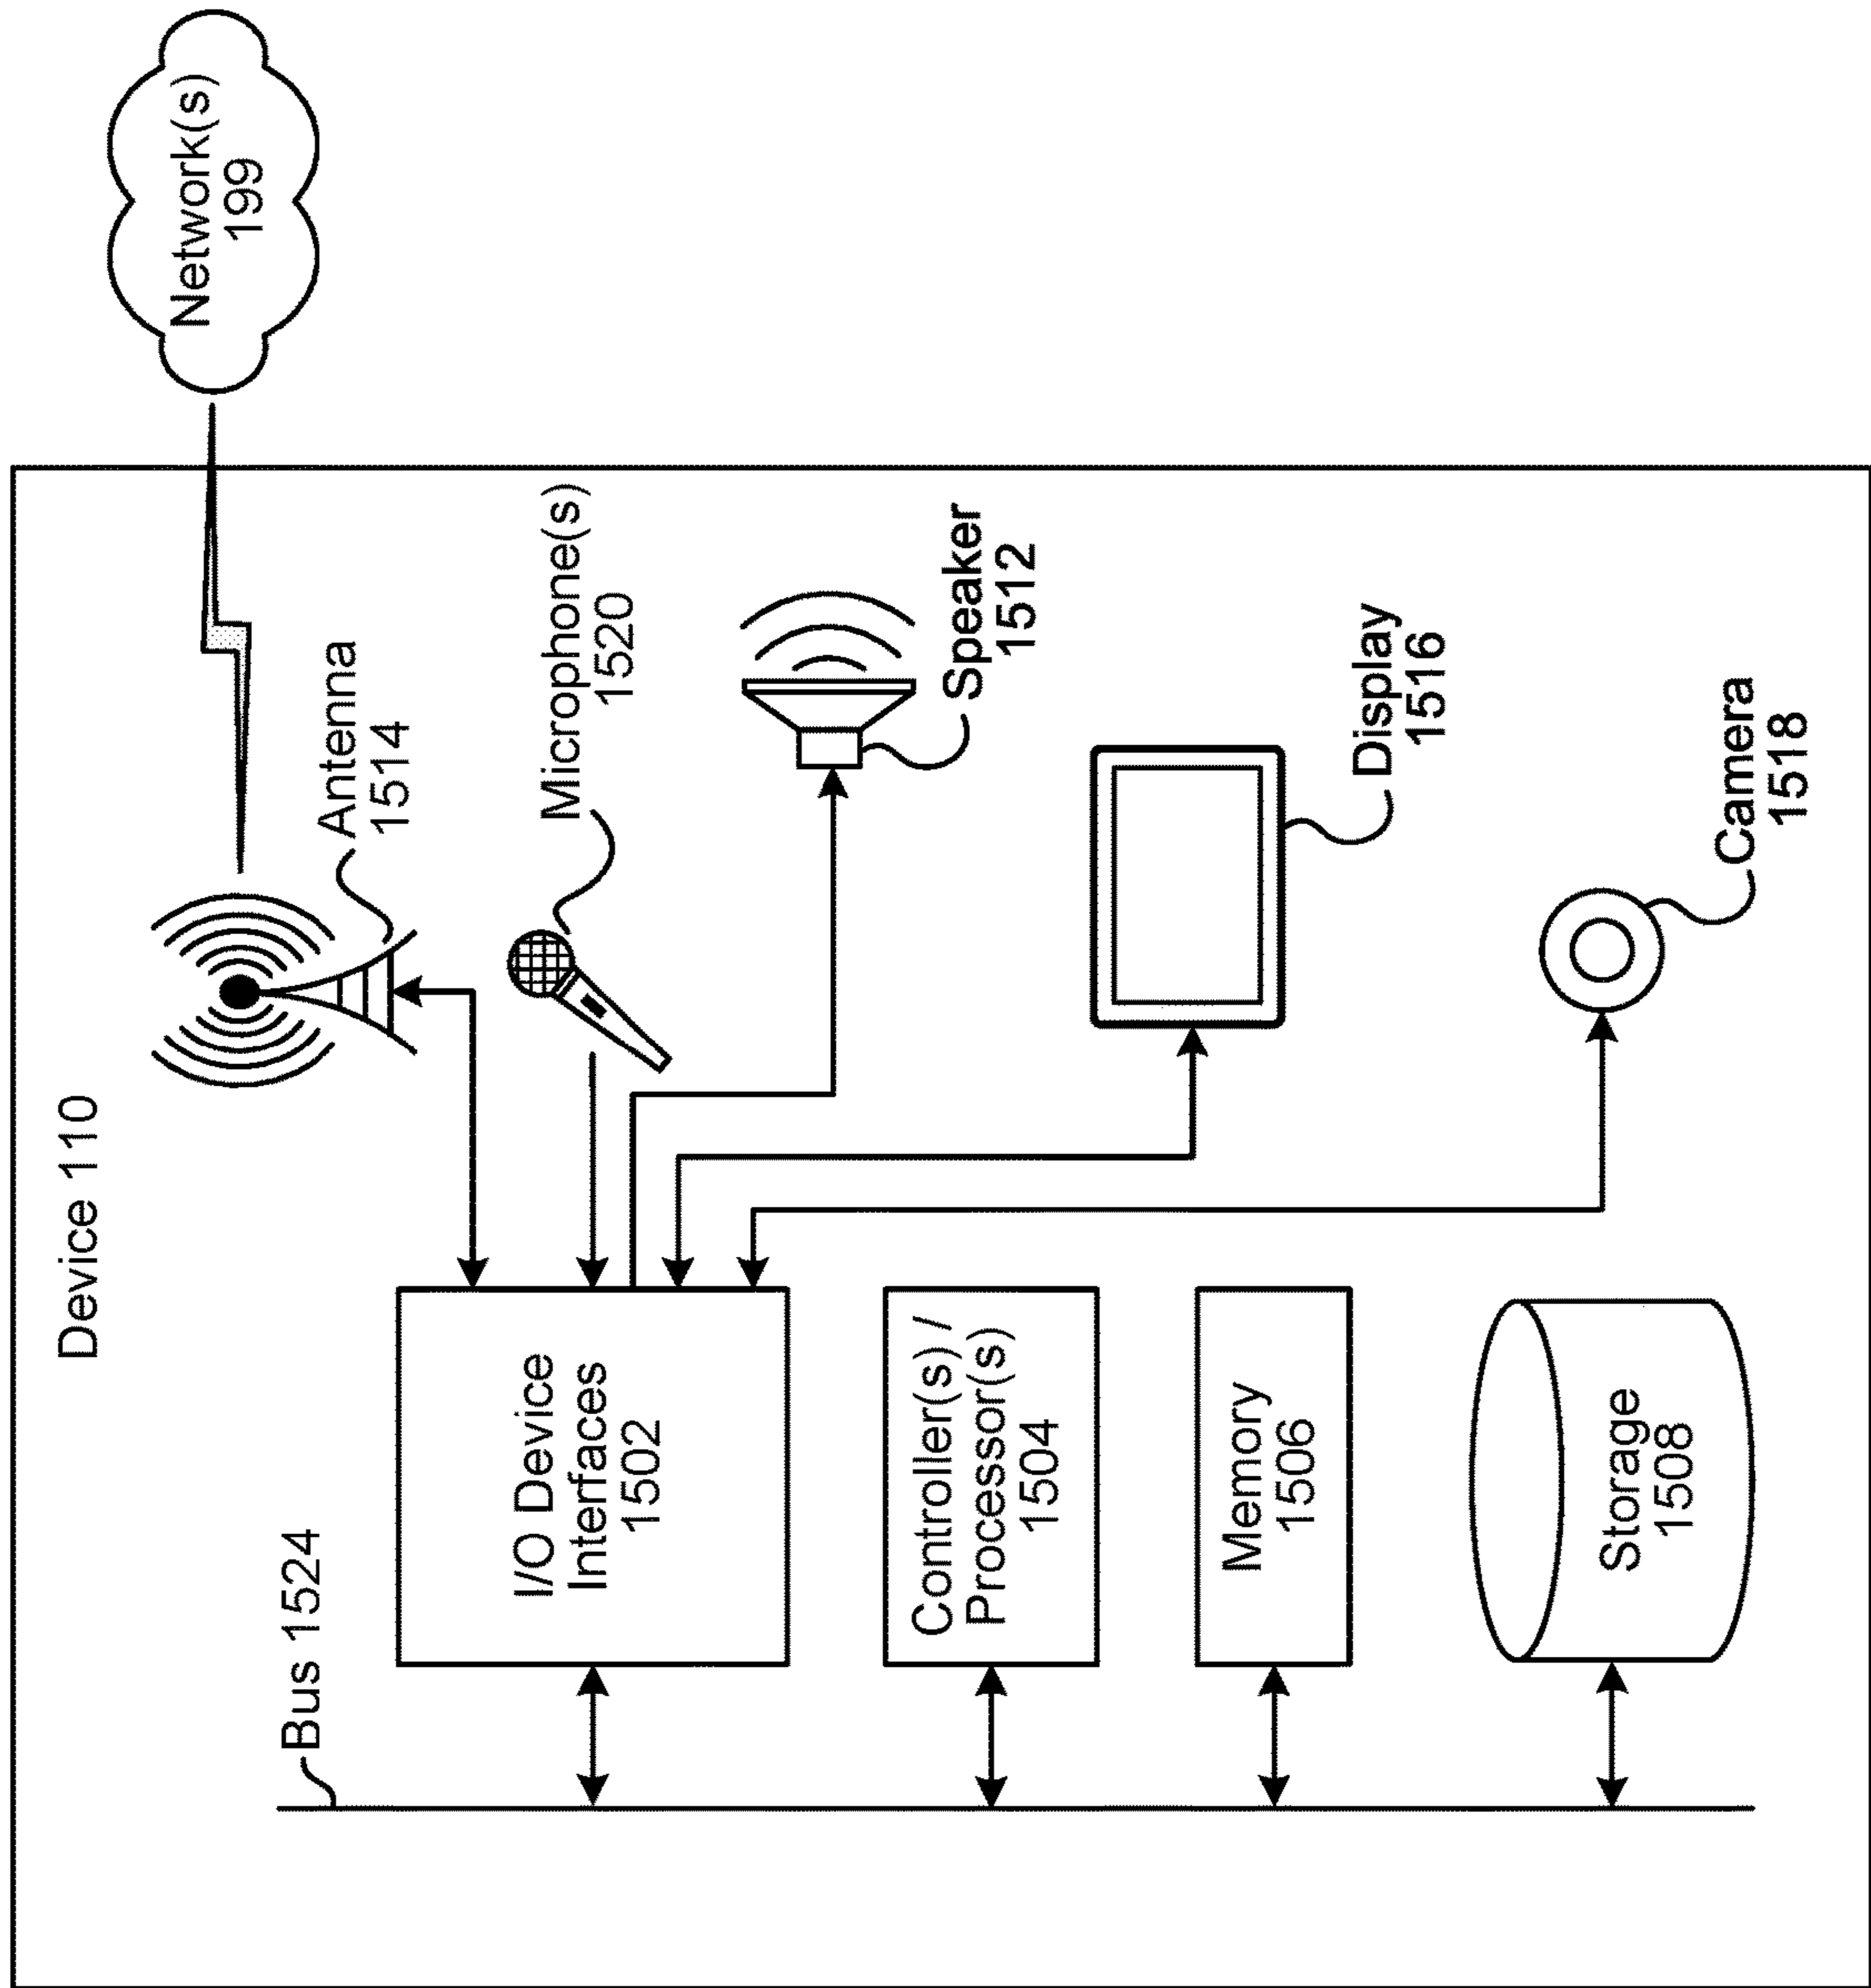 Device 110
Network(s)
199
Antenna
1514
Bus 1524
I/O Device
Interfaces
1502
Microphone(s)
1520
Controller(s) /
Processor(s)
1504
Speaker
1512
Memory
1506
Display
1516
Storage
1508
Camera
1518